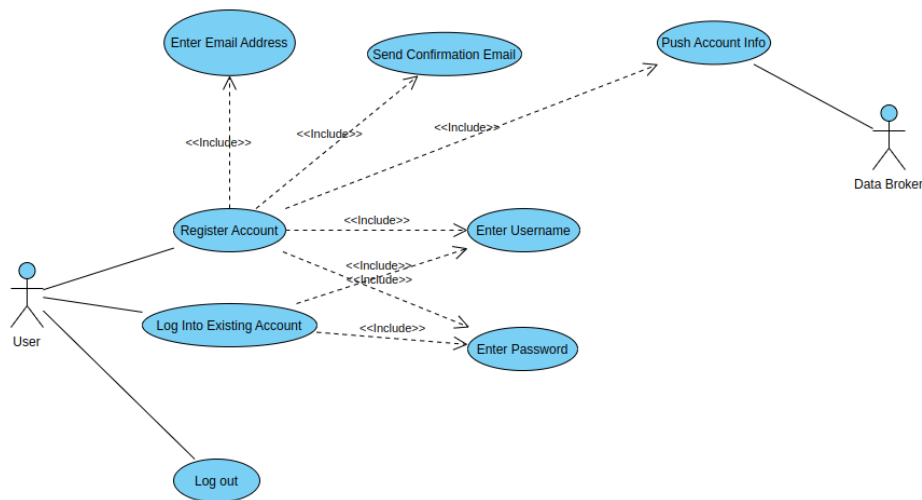 Enter Email Address
Send Confirmation Email
Push Account Info
<<Include>>
<<Include>>
<<Include>>
Data Broker
Register Account
<<Include>>
Enter Username
<<Include>>
<<Include>>
User
Log Into Existing Account
<<Include>>
Enter Password
Log out